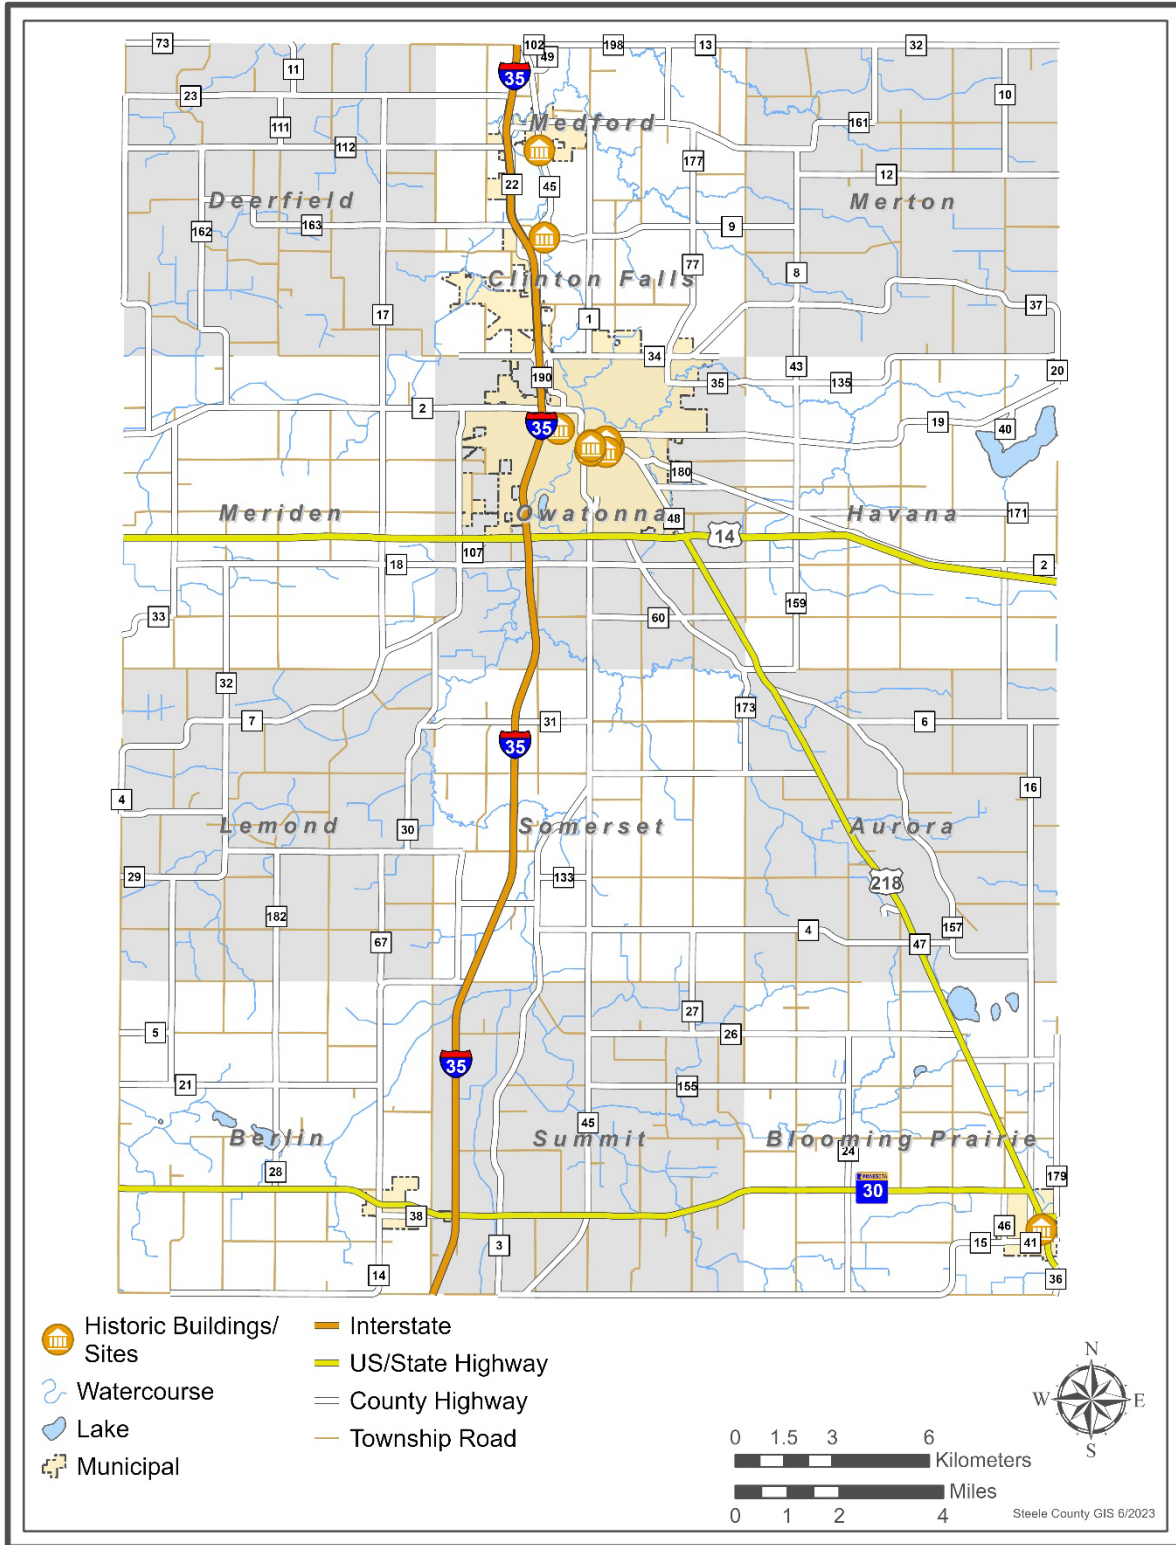 73
102
49
198
13
32
11
35
23
10
111
Medford
161
112
177
12
22
45
Deerfield
Merton
162
163
9
77
8
Clinton Falls
37
17
1
34
190
43
20
35
135
2
35
19
40
180
Meriden
Owatonna
48
Havana
171
14
107
18
2
33
60
159
32
173
7
31
6
35
4
16
Lemond
30
Somerset
Aurora
29
133
218
182
67
4
157
47
27
5
26
35
21
155
45
Berlin
Summit
Blooming Prairie
24
28
179
MINNESOTA
30
38
46
3
15
41
14
36
Historic Buildings/
Sites
Watercourse
Lake
Municipal
Interstate
US/State Highway
County Highway
Township Road
N
W
E
S
0 1.5 3 6
Kilometers
Miles
0 1 2 4
Steele County GIS 6/2023